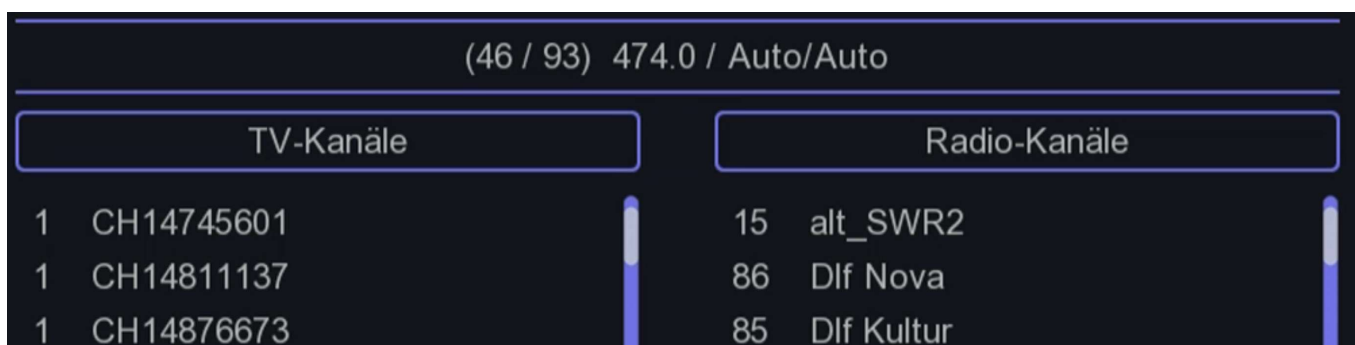 (46 / 93) 474.0 / Auto/Auto
TV-Kanäle
Radio-Kanäle
1 CH14745601
15 alt_SWR2
1 CH14811137
86 Dlf Nova
1 CH14876673
85 Dlf Kultur